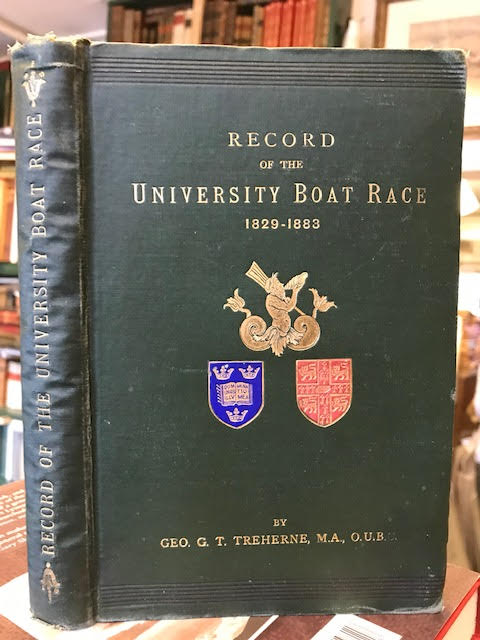 RECORD OF THE UNIVERSITY BOAT RACE
RECORD
OF THE
UNIVERSITY BOAT RACE
1829-1883
BY
GEO. G. T. TREHERNE, M.A., O.U.B.C.